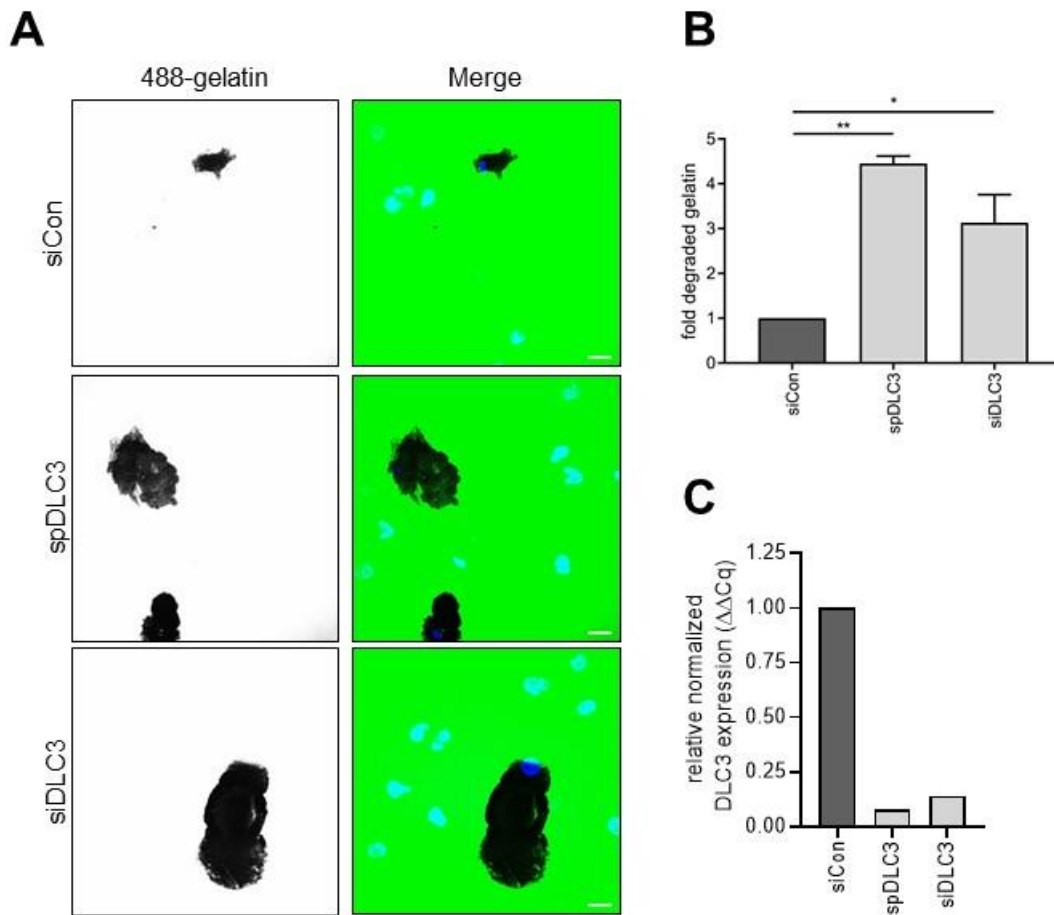 A
488-gelatin
Merge
siCon
spDLC3
siDLC3
B
*
**
fold degraded gelatin
5
4
3
2
1
0
siCon
spDLC3
siDLC3
C
relative normalized
DLC3 expression (ΔΔCq)
1.25
1.00
0.75
0.50
0.25
0.00
siCon
spDLC3
siDLC3